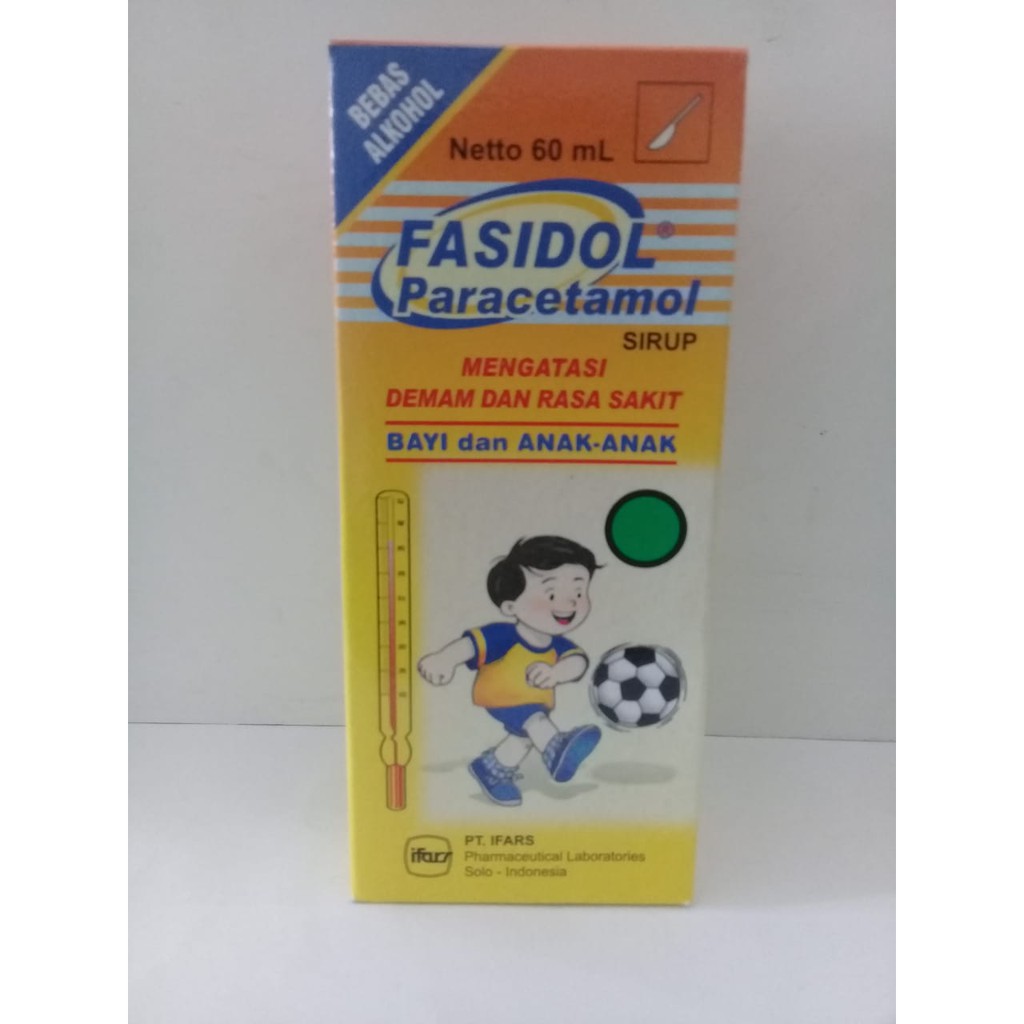 BEBAS
ALKOHOL
Netto 60 mL
FASIDOL®
Paracetamol
SIRUP
MENGATASI
DEMAM DAN RASA SAKIT
BAYI dan ANAK-ANAK
ifars
PT. IFARS
Pharmaceutical Laboratories
Solo - Indonesia